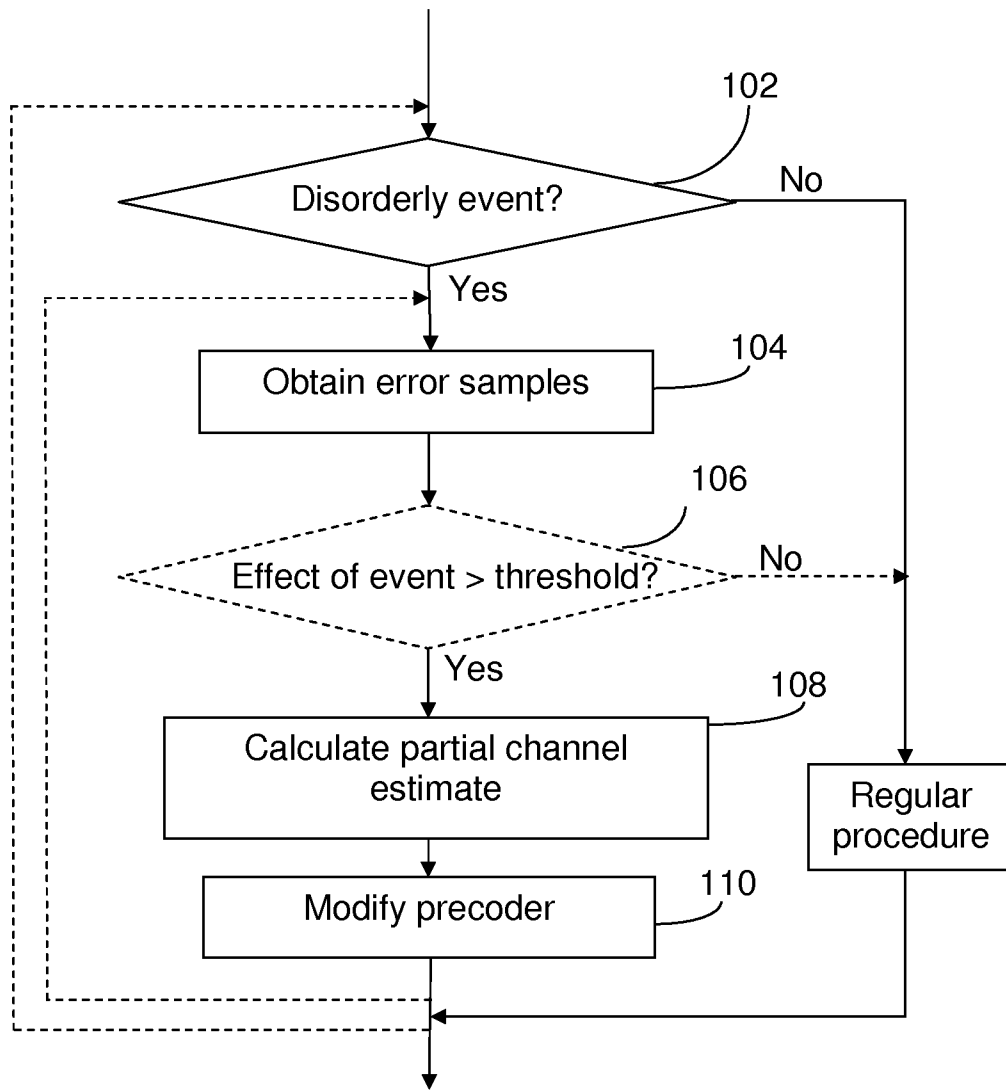 102
Disorderly event?
No
Yes
104
Obtain error samples
106
Effect of event > threshold?
No
Yes
108
Calculate partial channel
estimate
Regular
procedure
110
Modify precoder